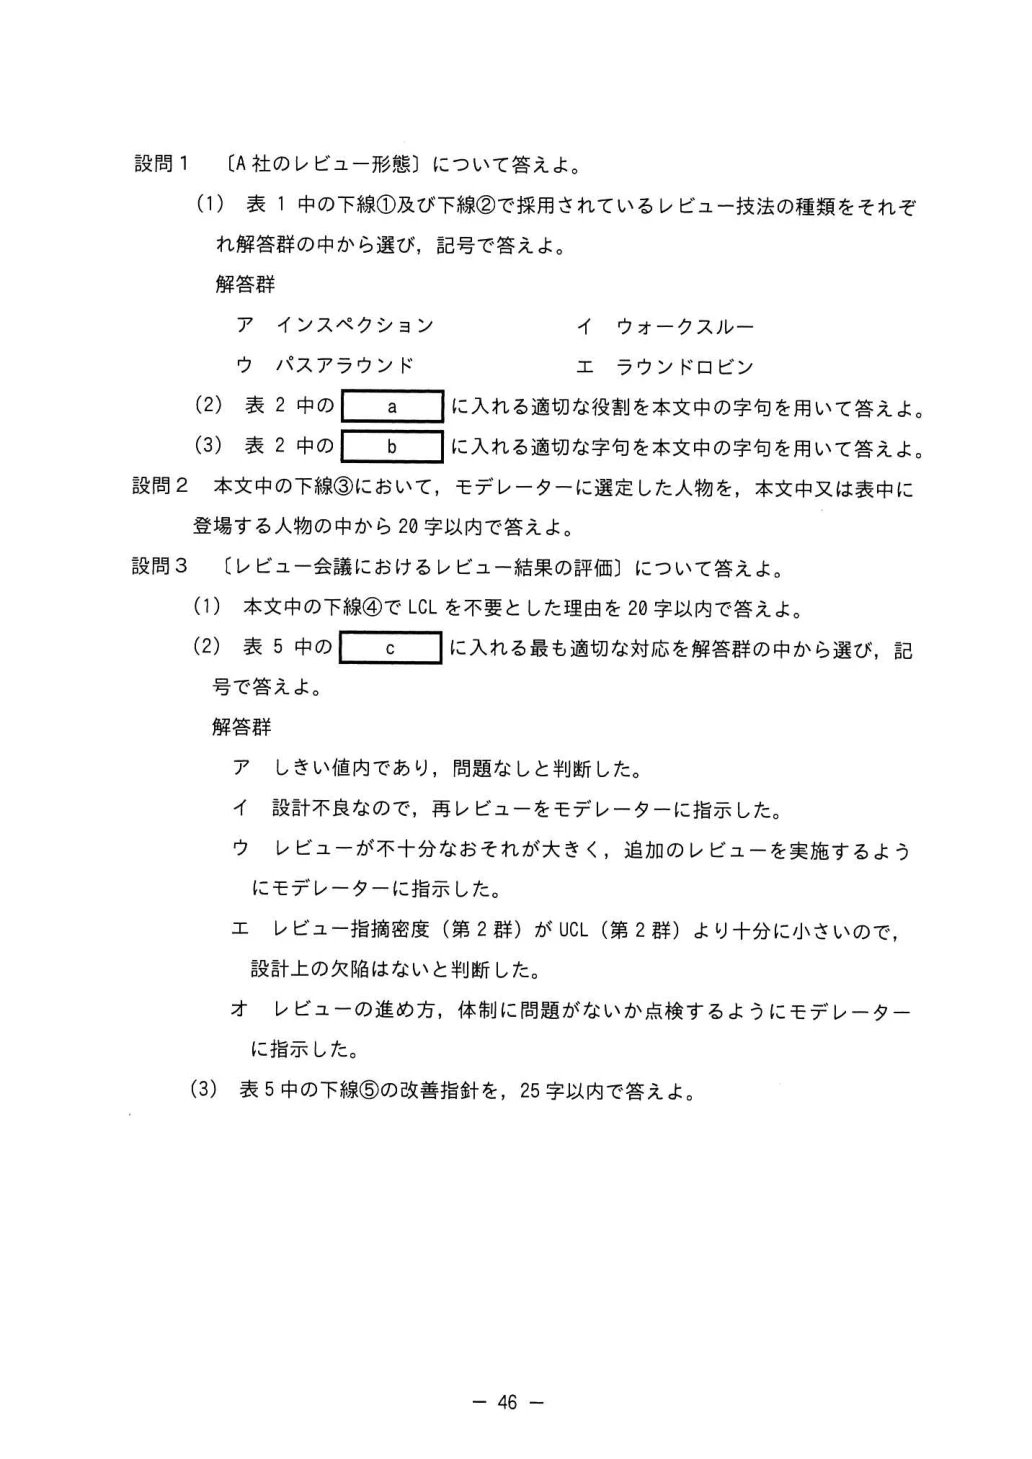 設問1 〔A社のレビュー形態〕について答えよ。
(1) 表1中の下線①及び下線②で採用されているレビュー技法の種類をそれぞ
れ解答群の中から選び，記号で答えよ。
解答群
ア インスペクション イ ウォークスルー
ウ パスアラウンド エ ラウンドロビン
(2) 表2中の a に入れる適切な役割を本文中の字句を用いて答えよ。
(3) 表2中の b に入れる適切な字句を本文中の字句を用いて答えよ。
設問2 本文中の下線③において，モデレーターに選定した人物を，本文中又は表中に
登場する人物の中から20字以内で答えよ。
設問3 〔レビュー会議におけるレビュー結果の評価〕について答えよ。
(1) 本文中の下線④でLCLを不要とした理由を20字以内で答えよ。
(2) 表5中の c に入れる最も適切な対応を解答群の中から選び，記
号で答えよ。
解答群
ア しきい値内であり，問題なしと判断した。
イ 設計不良なので，再レビューをモデレーターに指示した。
ウ レビューが不十分なおそれが大きく，追加のレビューを実施するよう
にモデレーターに指示した。
エ レビュー指摘密度（第2群）がUCL（第2群）より十分に小さいので，
設計上の欠陥はないと判断した。
オ レビューの進め方，体制に問題がないか点検するようにモデレーター
に指示した。
(3) 表5中の下線⑤の改善指針を，25字以内で答えよ。
－ 46 －